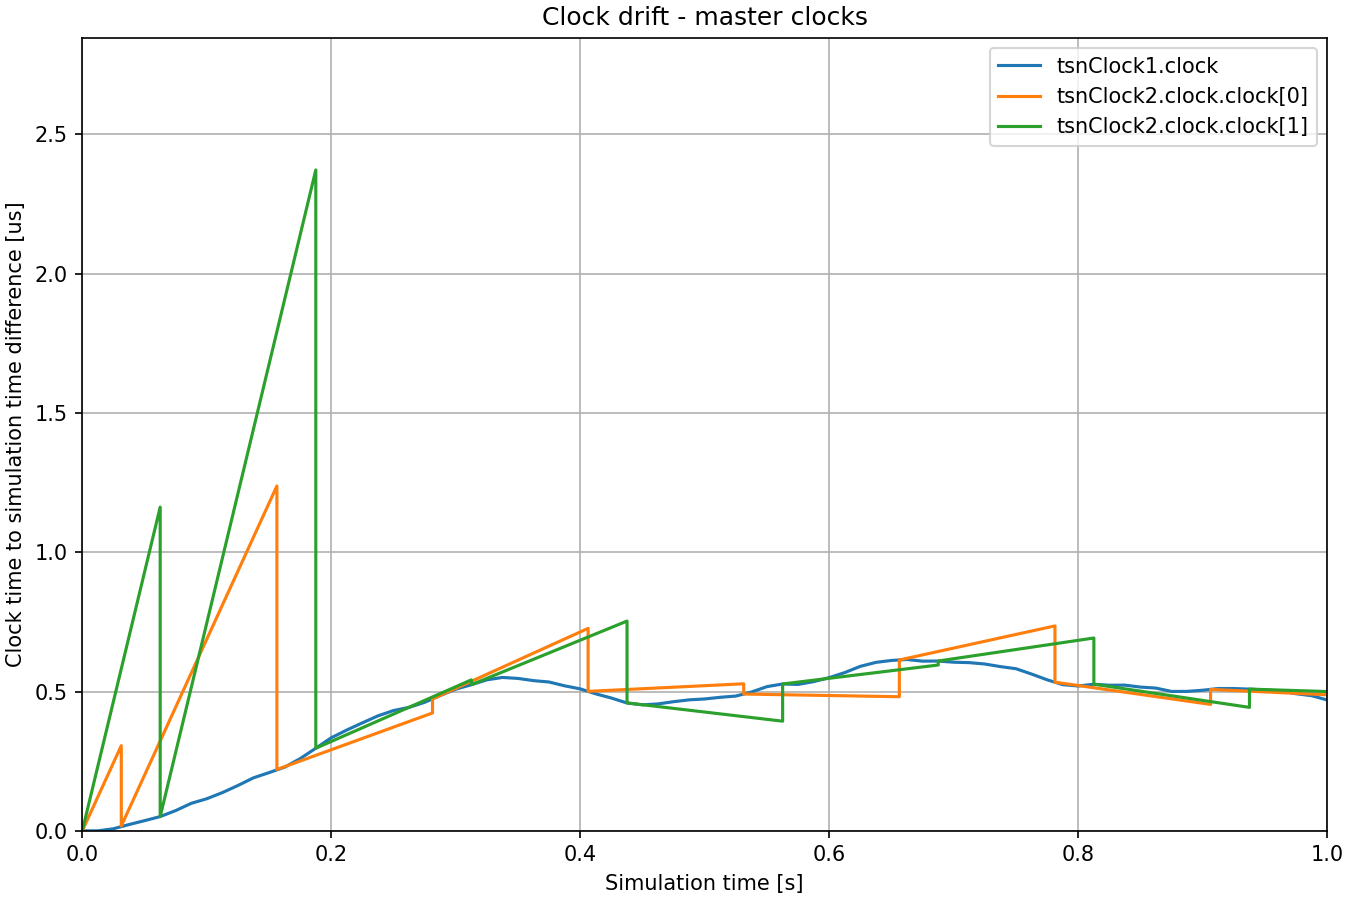 Clock drift - master clocks
Clock time to simulation time difference [us]
2.5
2.0
1.5
1.0
0.5
0.0
tsnClock1.clock
tsnClock2.clock.clock[0]
tsnClock2.clock.clock[1]
0.0 0.2 0.4 0.6 0.8 1.0
Simulation time [s]